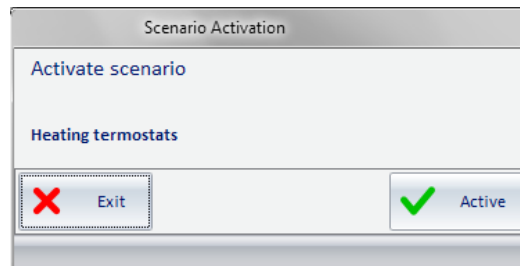 Scenario Activation
Activate scenario
Heating termostats
Exit
Active